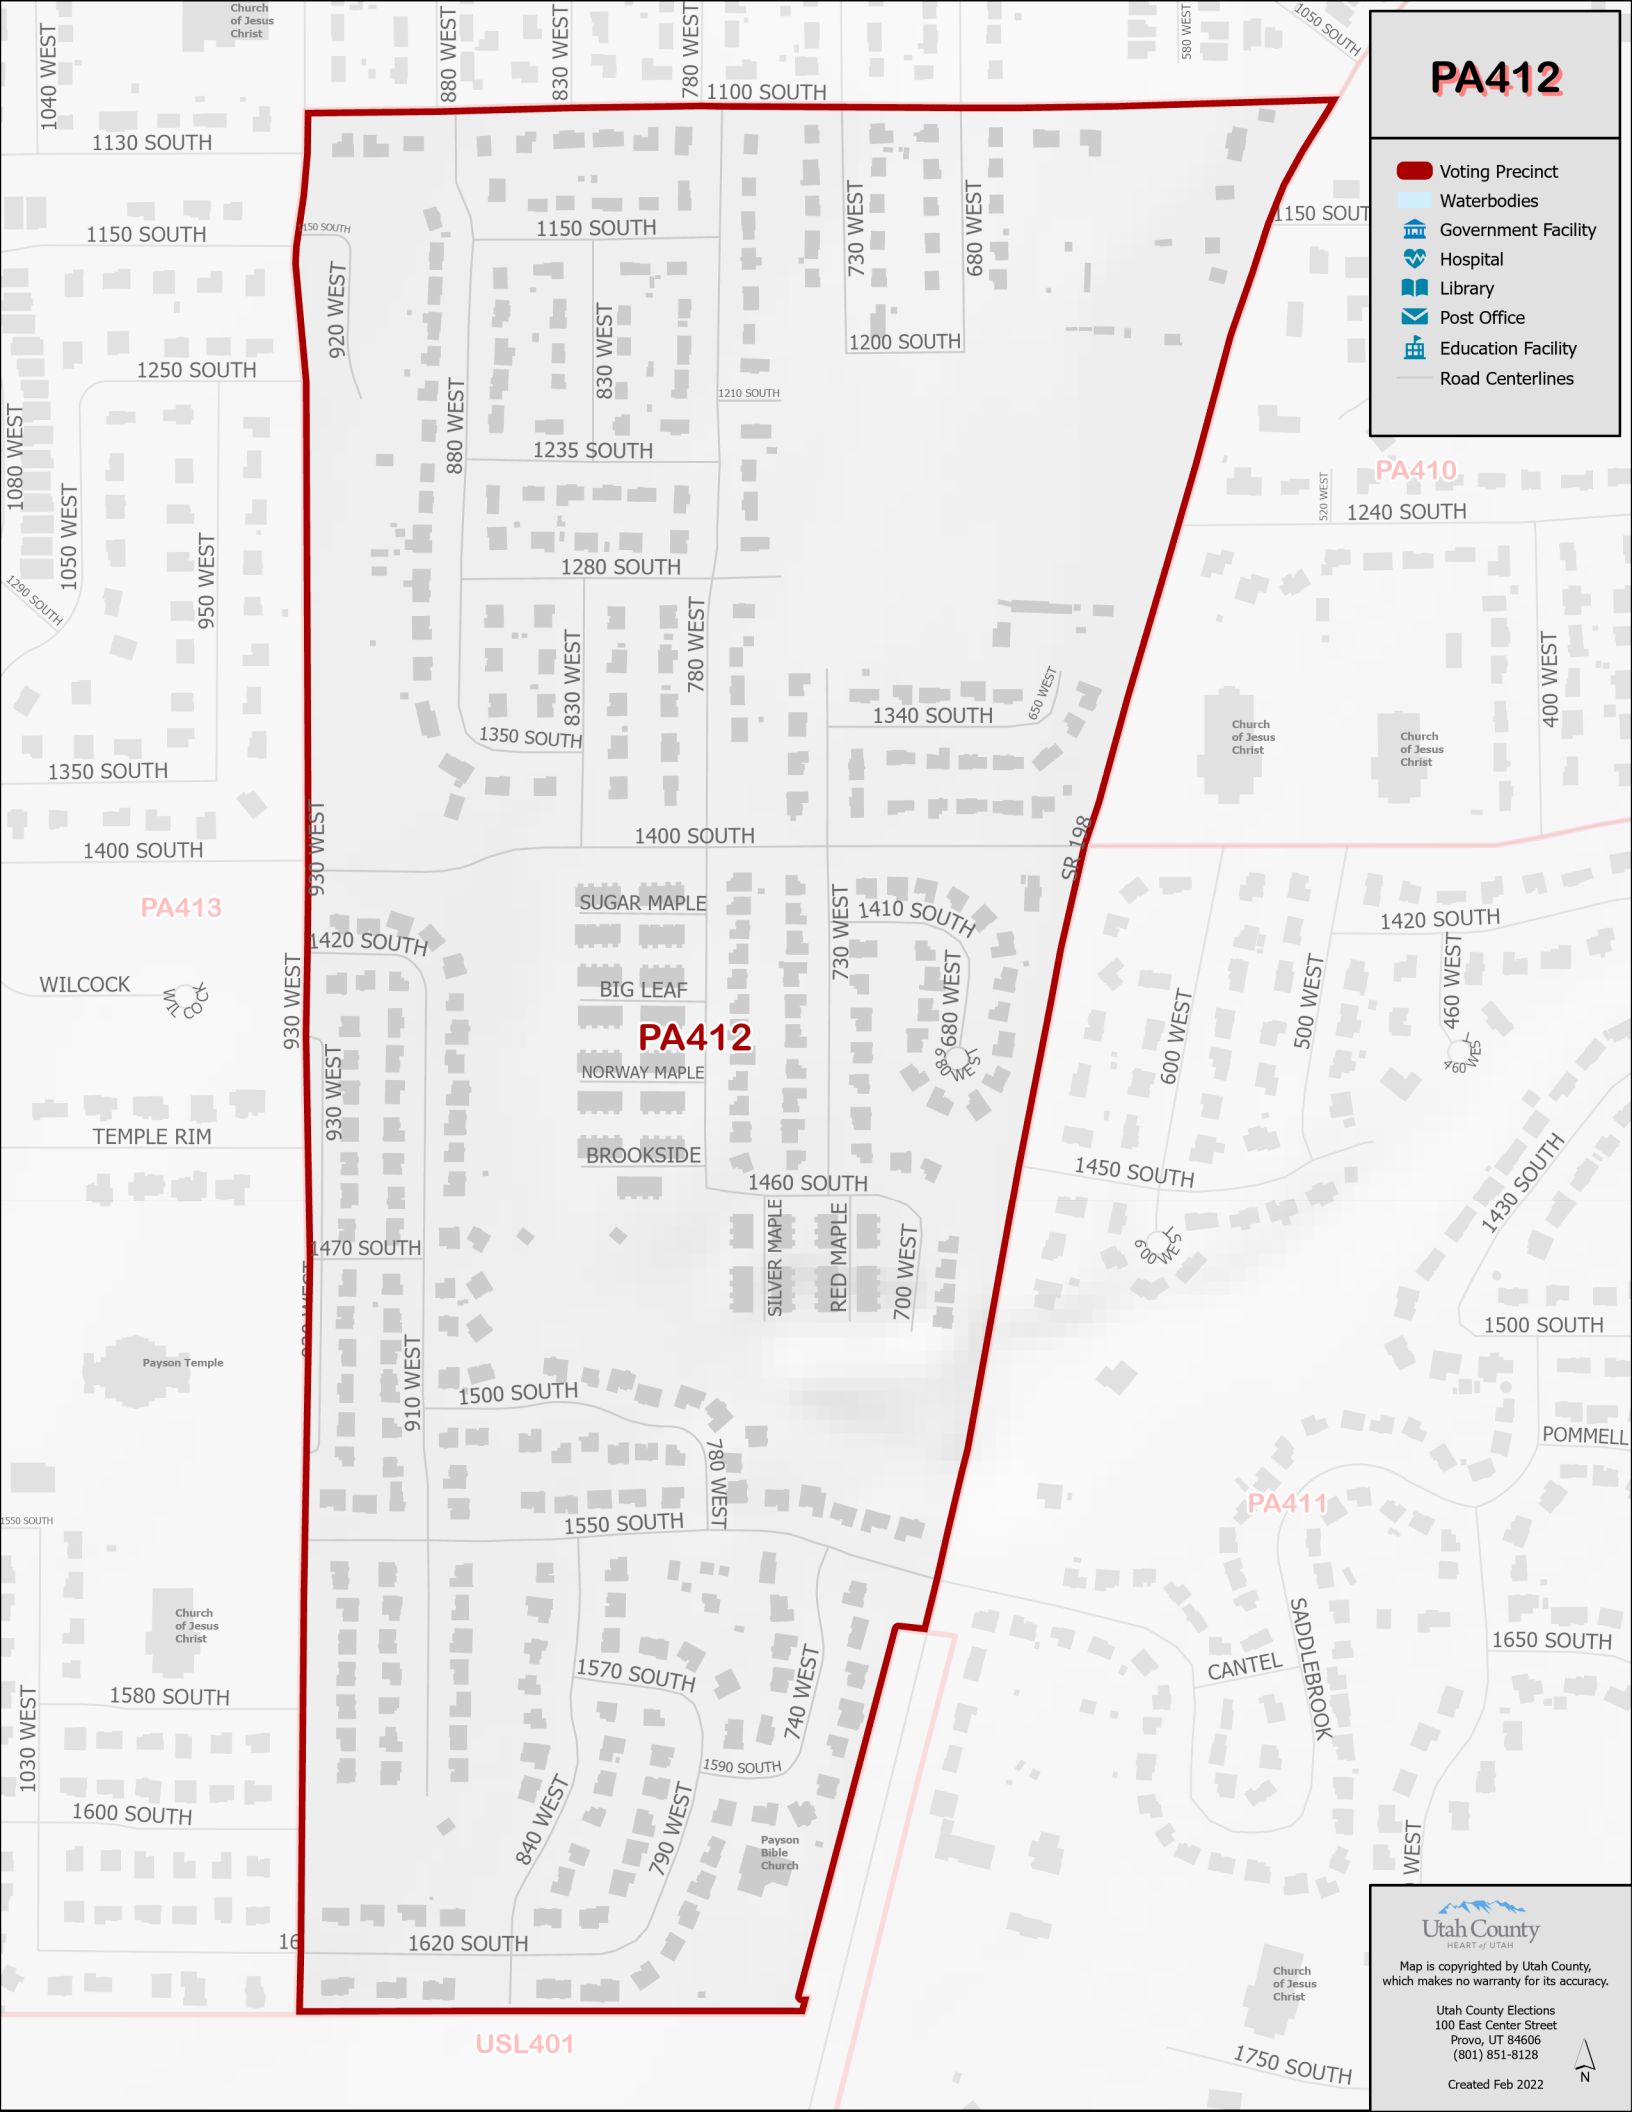 Church
of Jesus
Christ
1040 WEST
880 WEST
830 WEST
780 WEST
580 WEST
1050 SOUTH
1100 SOUTH
1130 SOUTH
PA412
Voting Precinct
Waterbodies
Government Facility
Hospital
Library
Post Office
Education Facility
Road Centerlines
1150 SOUTH
1150 SOUTH
730 WEST
680 WEST
1150 SOUT
920 WEST
830 WEST
1200 SOUTH
1250 SOUTH
1210 SOUTH
880 WEST
1080 WEST
1235 SOUTH
PA410
520 WEST
1240 SOUTH
1050 WEST
950 WEST
1280 SOUTH
1290 SOUTH
830 WEST
780 WEST
650 WEST
400 WEST
1340 SOUTH
1350 SOUTH
Church
of Jesus
Christ
Church
of Jesus
Christ
1350 SOUTH
930 WEST
1400 SOUTH
SR 198
1400 SOUTH
PA413
SUGAR MAPLE
730 WEST
1410 SOUTH
1420 SOUTH
1420 SOUTH
WILCOCK
WILCOCK
930 WEST
BIG LEAF
680 WEST
680 WEST
600 WEST
500 WEST
460 WEST
460 WEST
PA412
930 WEST
NORWAY MAPLE
TEMPLE RIM
BROOKSIDE
1450 SOUTH
1430 SOUTH
1460 SOUTH
SILVER MAPLE
RED MAPLE
700 WEST
600 WEST
1470 SOUTH
1500 SOUTH
Payson Temple
910 WEST
1500 SOUTH
780 WEST
POMMELL
PA411
1550 SOUTH
1550 SOUTH
SADDLEBROOK
Church
of Jesus
Christ
1650 SOUTH
CANTEL
1570 SOUTH
740 WEST
1580 SOUTH
1030 WEST
1590 SOUTH
840 WEST
790 WEST
1600 SOUTH
Payson
Bible
Church
WEST
16
1620 SOUTH
Church
of Jesus
Christ
USL401
1750 SOUTH
Utah County
HEART of UTAH
Map is copyrighted by Utah County,
which makes no warranty for its accuracy.
Utah County Elections
100 East Center Street
Provo, UT 84606
(801) 851-8128
Created Feb 2022
N